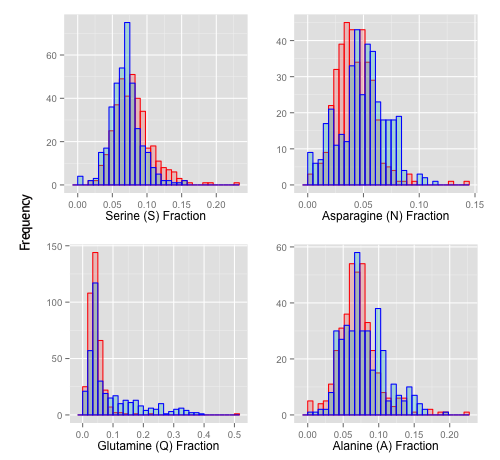 60
40
20
0
0.00 0.05 0.10 0.15 0.20
Serine (S) Fraction
40
30
20
10
0
0.00 0.05 0.10 0.15
Asparagine (N) Fraction
Frequency
150
100
50
0
0.0 0.1 0.2 0.3 0.4 0.5
Glutamine (Q) Fraction
60
40
20
0
0.00 0.05 0.10 0.15 0.20
Alanine (A) Fraction